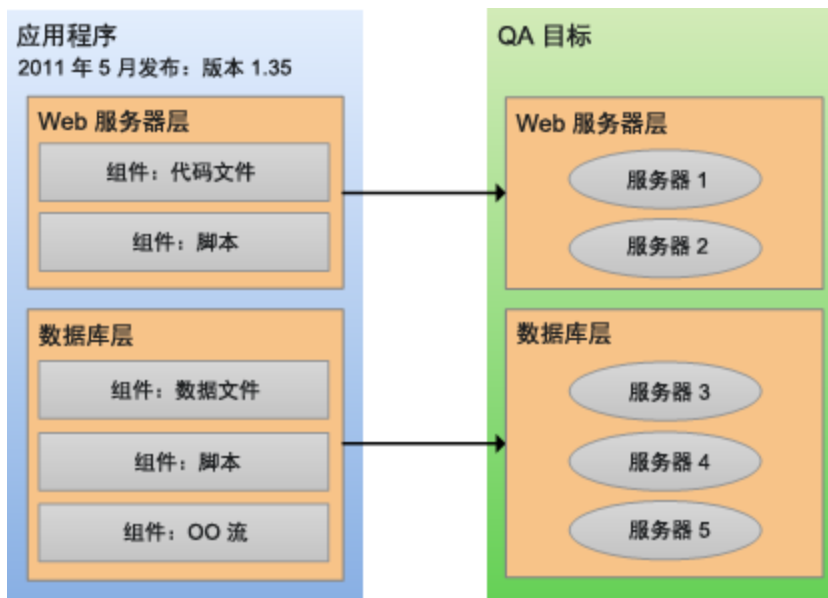 应用程序
2011 年 5 月发布：版本 1.35
Web 服务器层
组件：代码文件
组件：脚本
数据库层
组件：数据文件
组件：脚本
组件：OO 流
QA 目标
Web 服务器层
服务器 1
服务器 2
数据库层
服务器 3
服务器 4
服务器 5